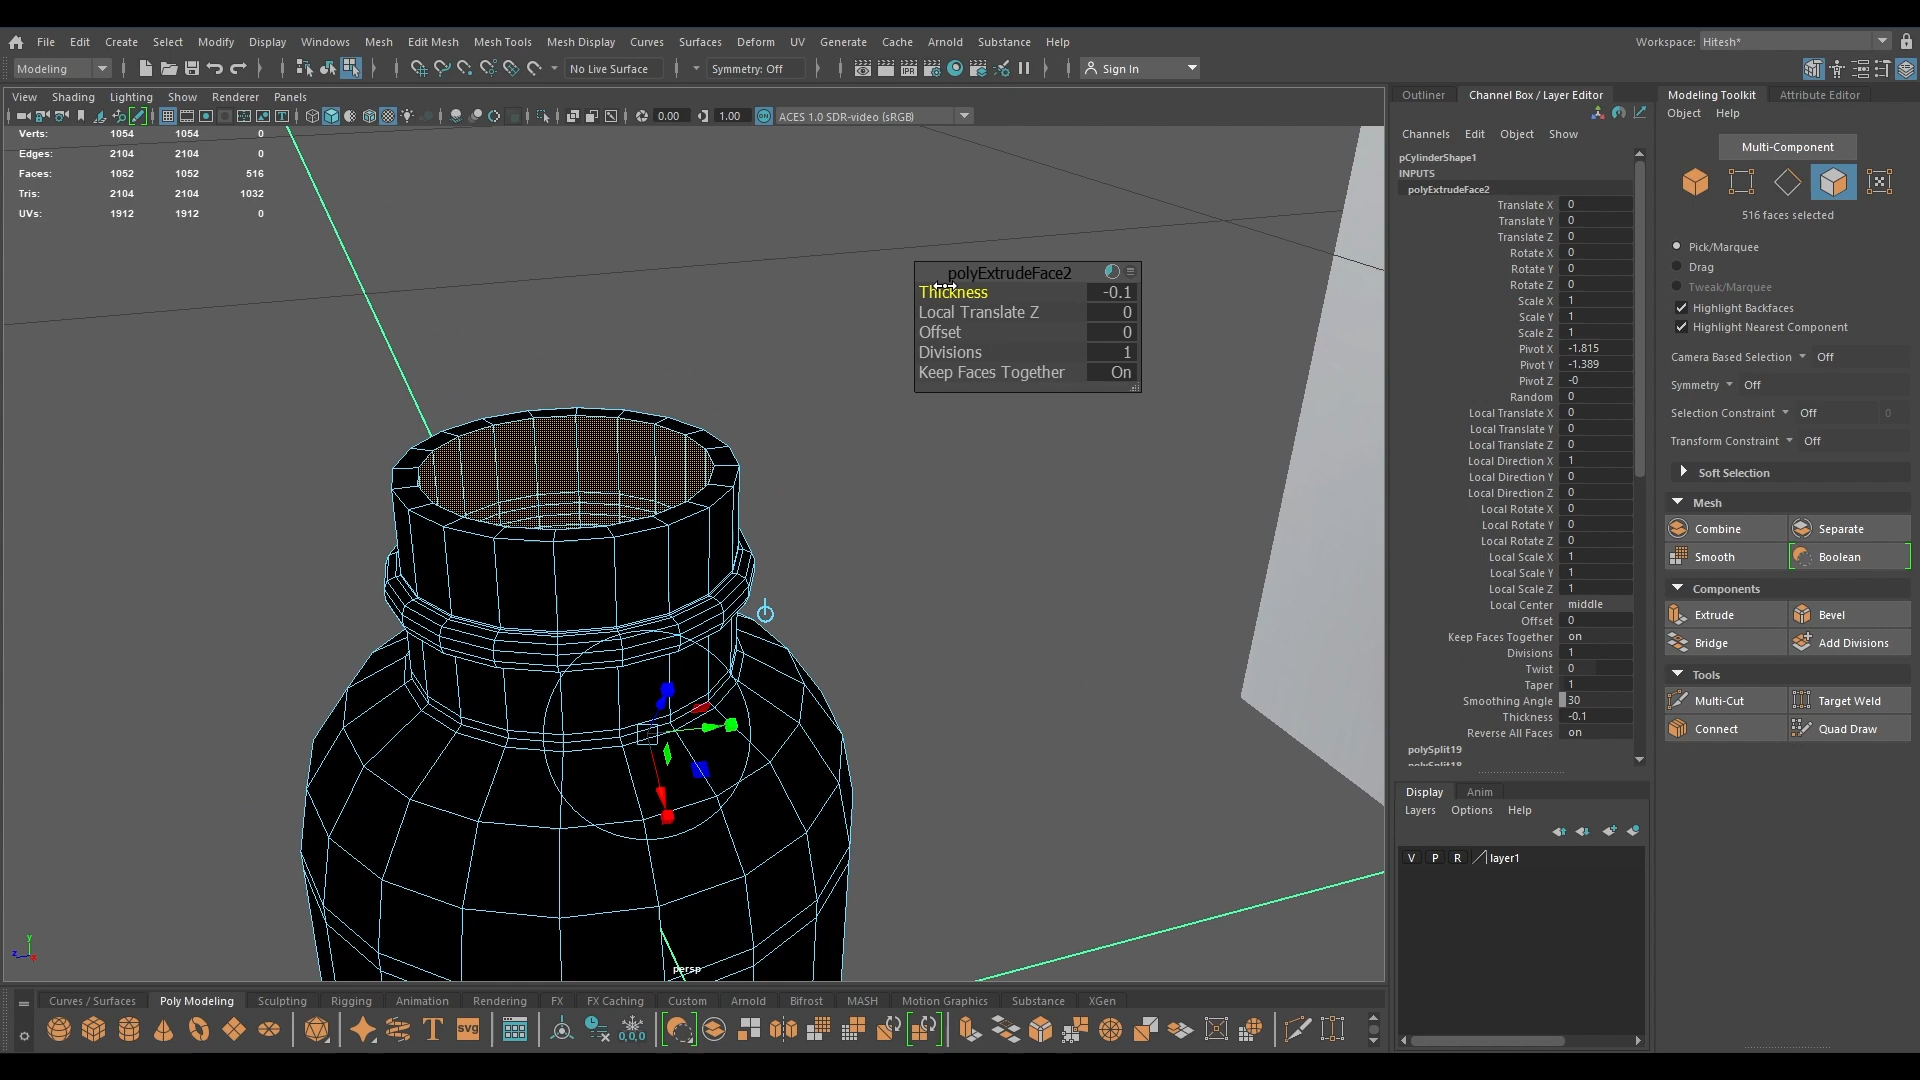 File Edit Create Select Modify Display Windows Mesh Edit Mesh Mesh Tools Mesh Display Curves Surfaces Deform UV Generate Cache Arnold Substance Help Workspace: Hitesh*
Modeling No Live Surface Symmetry: Off IPR Sign In
View Shading Lighting Show Renderer Panels
0.00 1.00 ON ACES 1.0 SDR-video (sRGB)
Verts: 1054 1054 0
Edges: 2104 2104 0
Faces: 1052 1052 516
Tris: 2104 2104 1032
UVs: 1912 1912 0
polyExtrudeFace2
Thickness -0.1
Local Translate Z 0
Offset 0
Divisions 1
Keep Faces Together On
y
z
x
persp
Outliner Channel Box / Layer Editor
Channels Edit Object Show
pCylinderShape1
INPUTS
polyExtrudeFace2
Translate X 0
Translate Y 0
Translate Z 0
Rotate X 0
Rotate Y 0
Rotate Z 0
Scale X 1
Scale Y 1
Scale Z 1
Pivot X -1.815
Pivot Y -1.389
Pivot Z -0
Random 0
Local Translate X 0
Local Translate Y 0
Local Translate Z 0
Local Direction X 1
Local Direction Y 0
Local Direction Z 0
Local Rotate X 0
Local Rotate Y 0
Local Rotate Z 0
Local Scale X 1
Local Scale Y 1
Local Scale Z 1
Local Center middle
Offset 0
Keep Faces Together on
Divisions 1
Twist 0
Taper 1
Smoothing Angle 30
Thickness -0.1
Reverse All Faces on
polySplit19
polySplit18
Display Anim
Layers Options Help
V P R layer1
Modeling Toolkit Attribute Editor
Object Help
Multi-Component
516 faces selected
Pick/Marquee
Drag
Tweak/Marquee
Highlight Backfaces
Highlight Nearest Component
Camera Based Selection Off
Symmetry Off
Selection Constraint Off 0
Transform Constraint Off
Soft Selection
Mesh
Combine Separate
Smooth Boolean
Components
Extrude Bevel
Bridge Add Divisions
Tools
Multi-Cut Target Weld
Connect Quad Draw
Curves / Surfaces Poly Modeling Sculpting Rigging Animation Rendering FX FX Caching Custom Arnold Bifrost MASH Motion Graphics Substance XGen
T svg 0,0,0